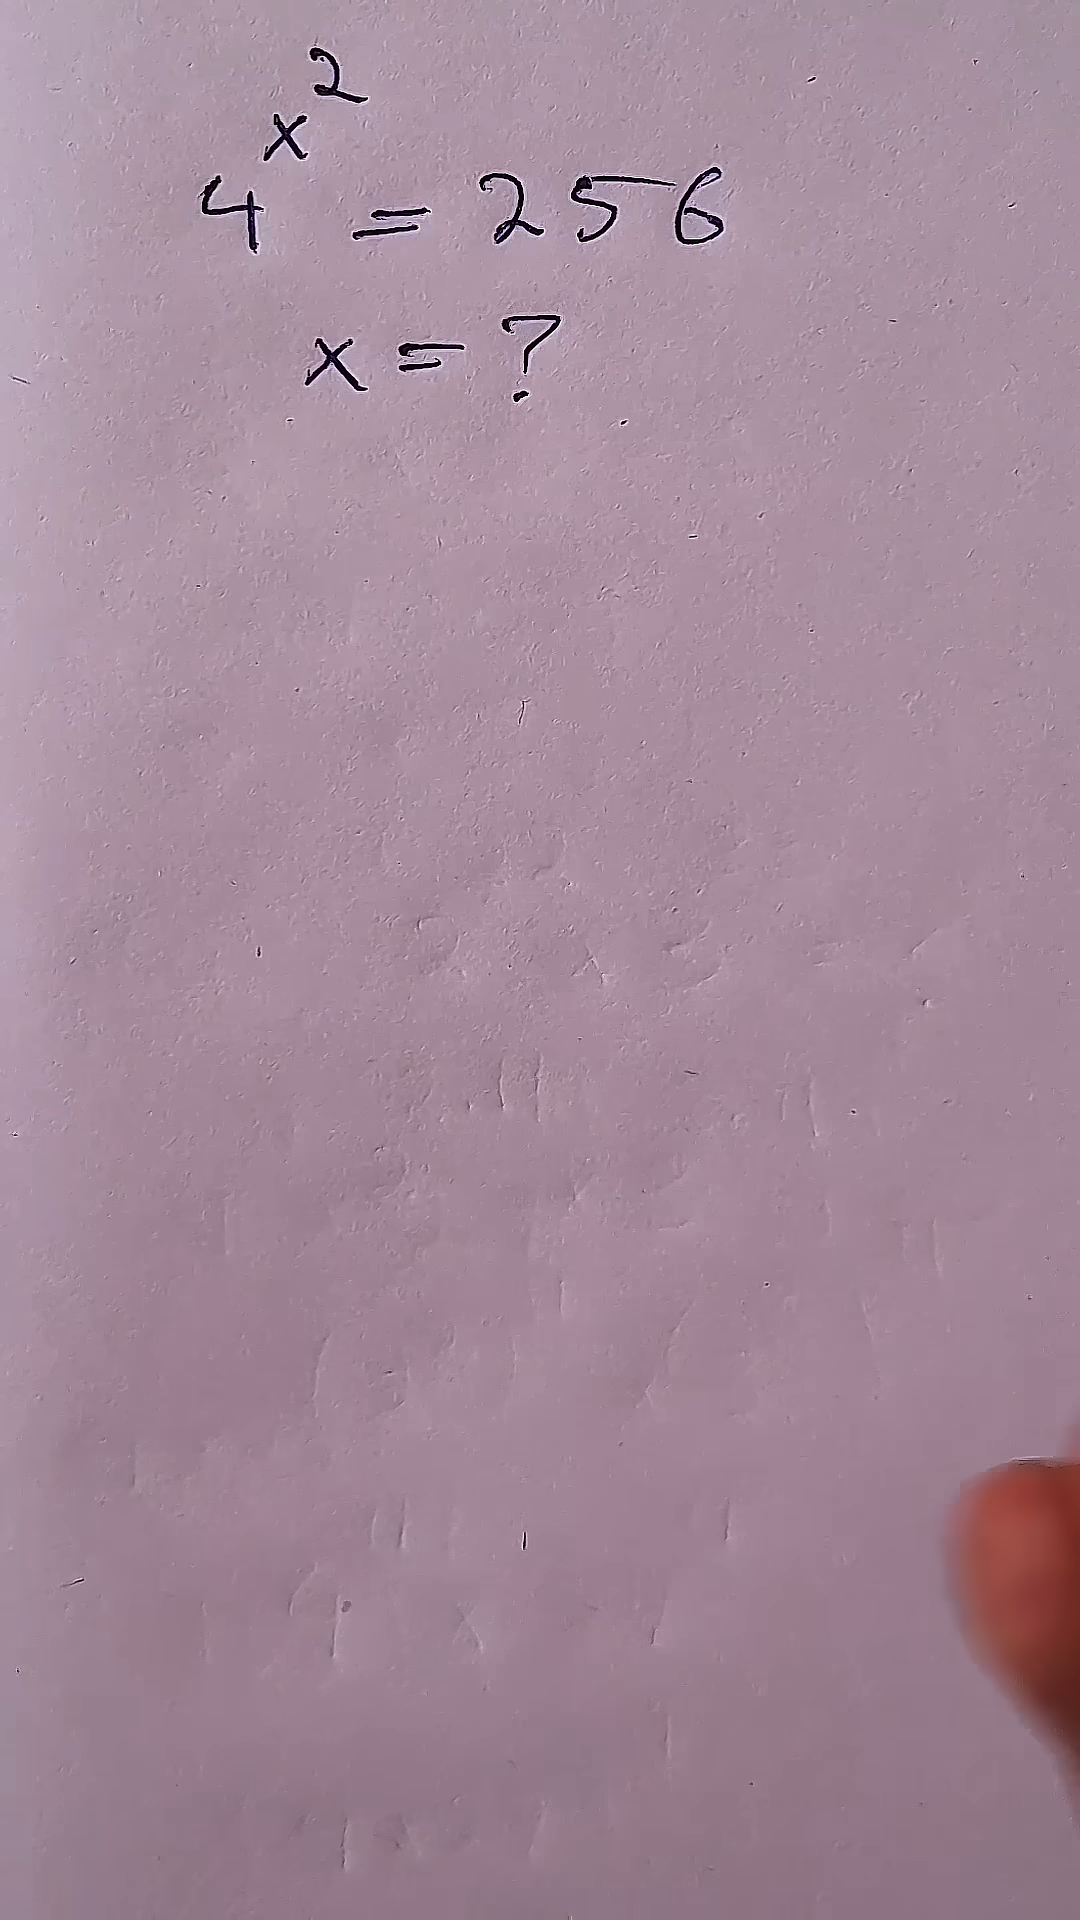 4^x^2 = 256
x = ?